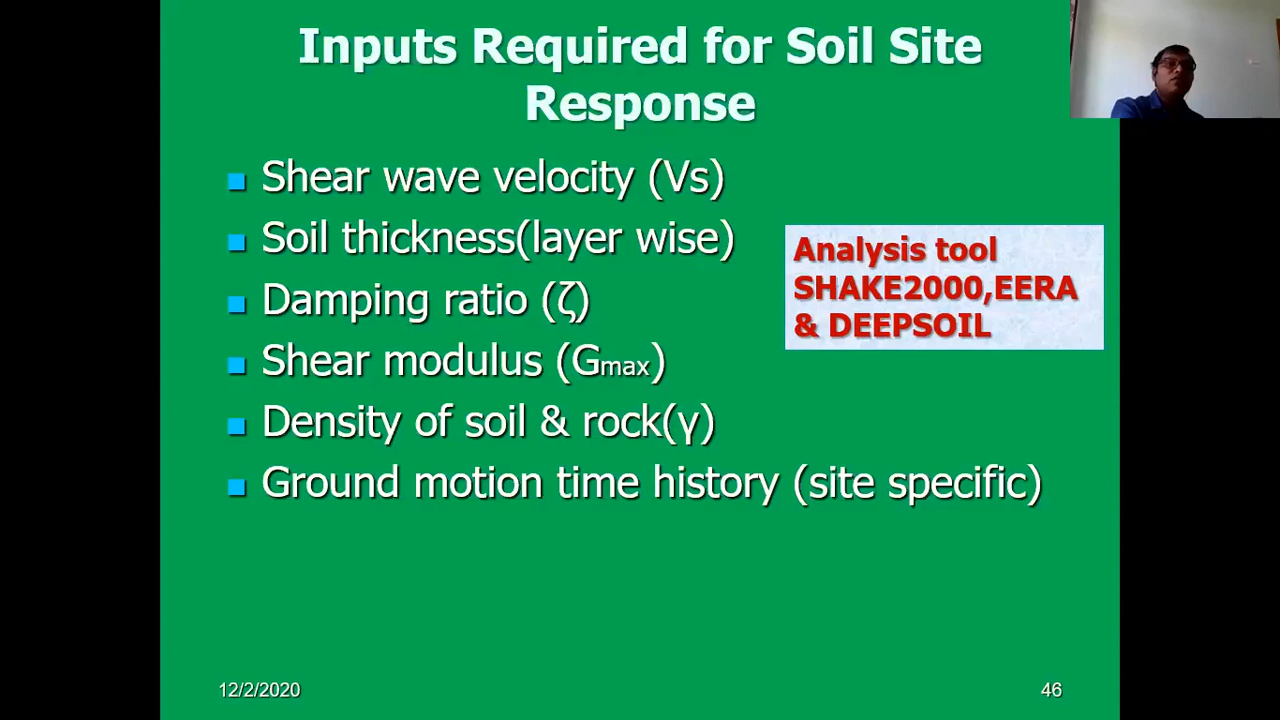 Inputs Required for Soil Site
Response
Shear wave velocity (Vs)
Soil thickness(layer wise)
Damping ratio (ζ)
Shear modulus (Gmax)
Density of soil & rock(γ)
Ground motion time history (site specific)
Analysis tool
SHAKE2000,EERA
& DEEPSOIL
12/2/2020
46